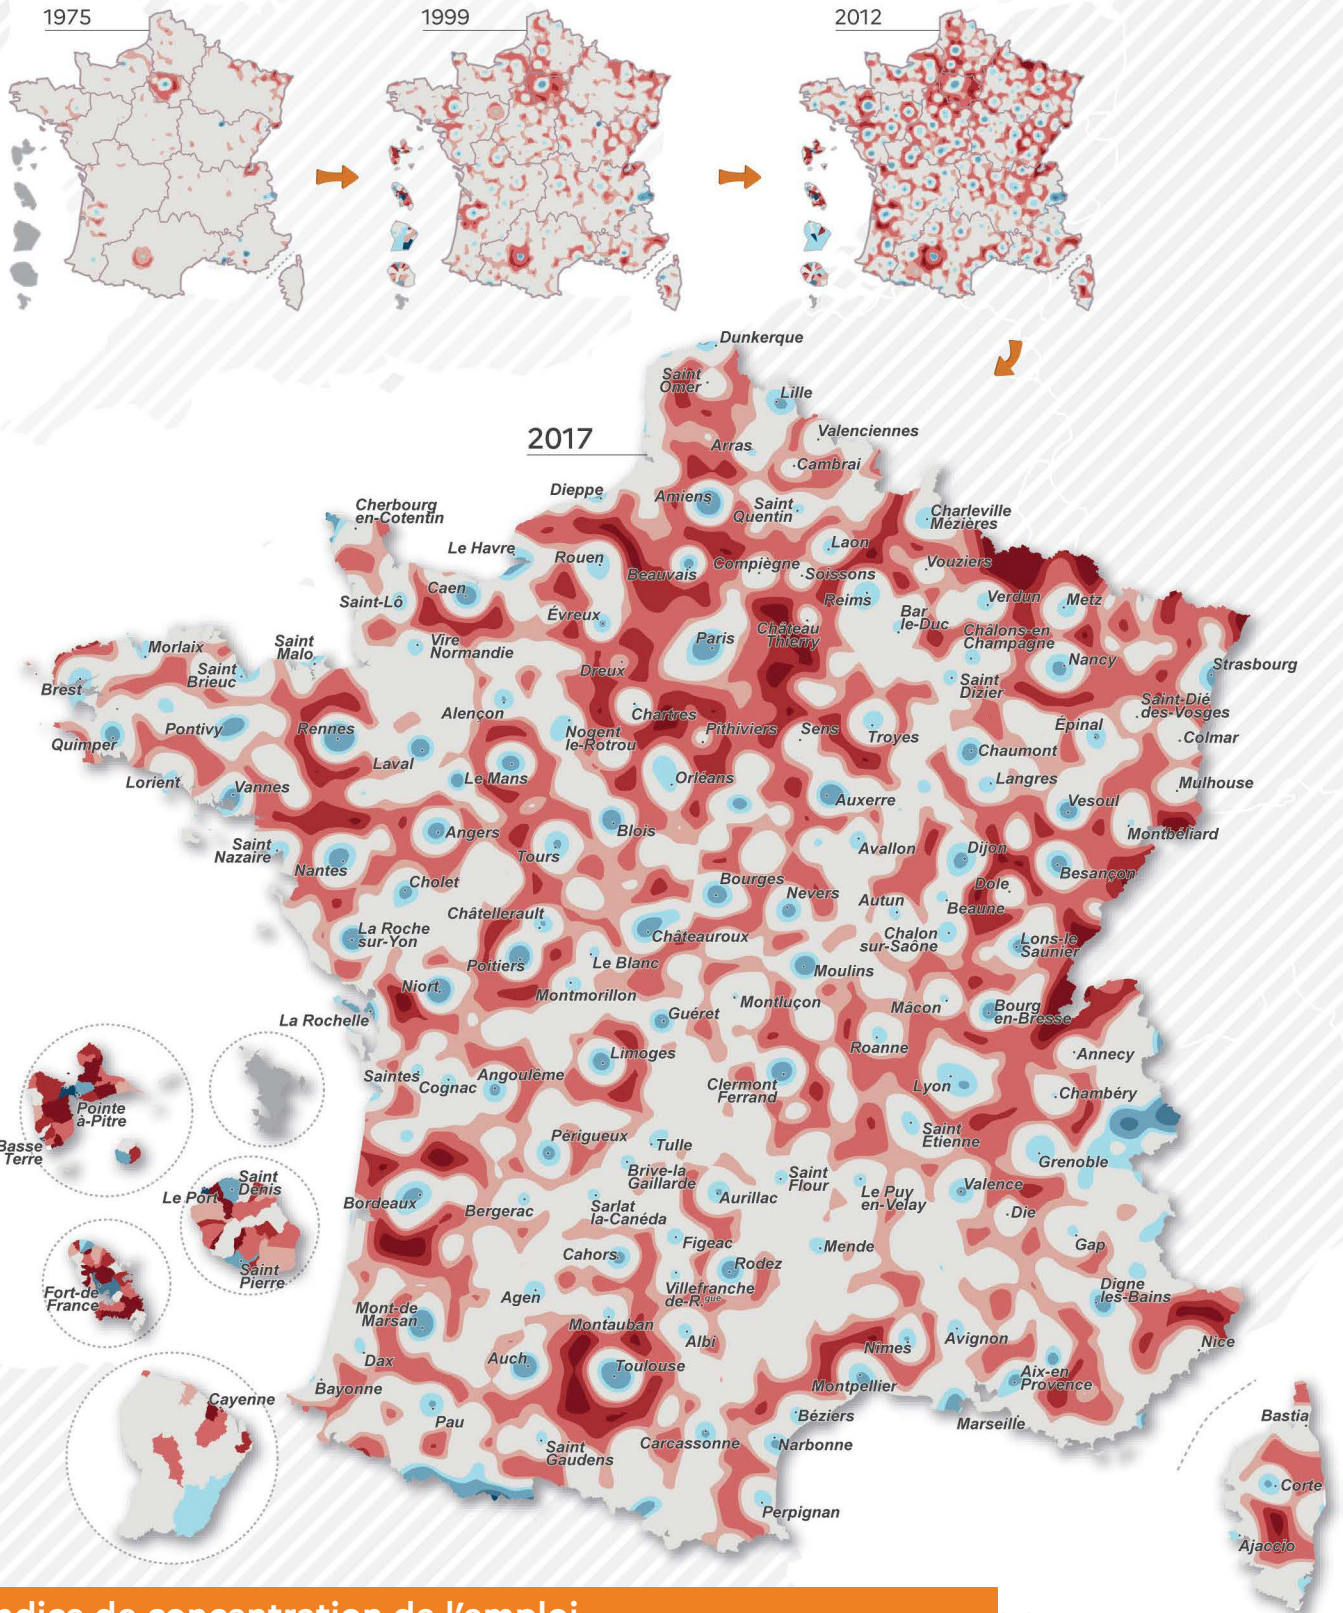 1975
1999
2012
2017
Dunkerque
Saint
Omer
Lille
Valenciennes
Arras
Cambrai
Dieppe
Amiens
Saint
Quentin
Charleville
Mézières
Cherbourg
en-Cotentin
Le Havre
Rouen
Beauvais
Compiègne
Laon
Soissons
Vouziers
Caen
Saint-Lô
Évreux
Reims
Verdun
Metz
Bar
le-Duc
Châlons-en
Champagne
Paris
Château
Thierry
Morlaix
Saint
Malo
Vire
Normandie
Saint
Brieuc
Brest
Dreux
Nancy
Strasbourg
Saint
Dizier
Saint-Dié
des-Vosges
Alençon
Chartres
Quimper
Pontivy
Rennes
Nogent
le-Rotrou
Pithiviers
Sens
Troyes
Épinal
Colmar
Chaumont
Laval
Lorient
Vannes
Le Mans
Orléans
Langres
Mulhouse
Auxerre
Vesoul
Montbéliard
Angers
Blois
Saint
Nazaire
Nantes
Tours
Avallon
Dijon
Besançon
Cholet
Bourges
Nevers
Dole
Autun
Beaune
Châtellerault
La Roche
sur-Yon
Châteauroux
Chalon
sur-Saône
Lons-le
Saunier
Poitiers
Le Blanc
Moulins
Niort
Montmorillon
Montluçon
Mâcon
Bourg
en-Bresse
La Rochelle
Guéret
Roanne
Annecy
Limoges
Saintes
Cognac
Angoulême
Clermont
Ferrand
Lyon
Chambéry
Pointe
à-Pitre
Basse
Terre
Périgueux
Tulle
Saint
Etienne
Grenoble
Brive-la
Gaillarde
Saint
Flour
Le Port
Saint
Denis
Saint
Pierre
Bordeaux
Bergerac
Sarlat
la-Canéda
Aurillac
Le Puy
en-Velay
Valence
Die
Figeac
Cahors
Rodez
Mende
Gap
Fort-de
France
Mont-de
Marsan
Agen
Villefranche
de-R.gue
Digne
les-Bains
Montauban
Albi
Nîmes
Avignon
Nice
Dax
Auch
Toulouse
Montpellier
Aix-en
Provence
Bayonne
Cayenne
Pau
Béziers
Marseille
Bastia
Saint
Gaudens
Carcassonne
Narbonne
Corte
Perpignan
Ajaccio
ndice de concentration de l'emploi